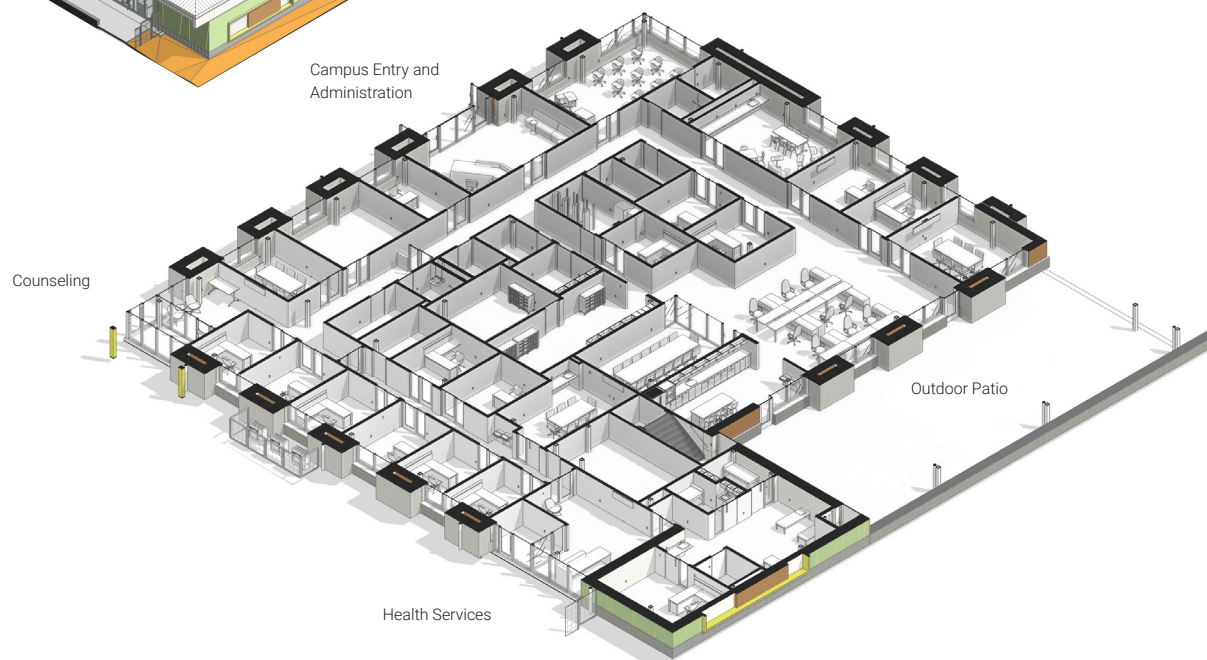 Campus Entry and
Administration
Counseling
Outdoor Patio
Health Services